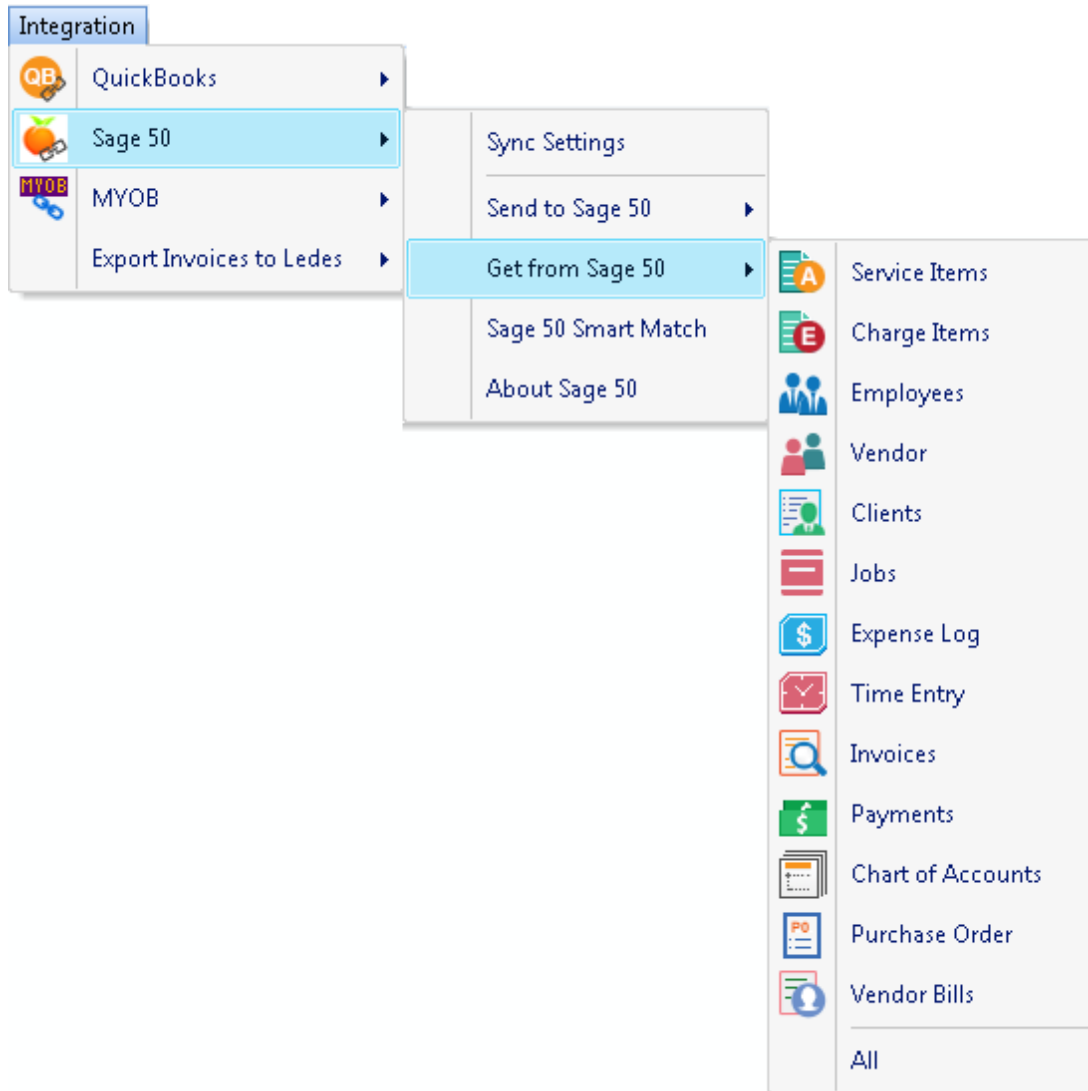 Integration
QB
QuickBooks
Sage 50
MYOB
MYOB
Export Invoices to Ledes
Sync Settings
Send to Sage 50
Get from Sage 50
Sage 50 Smart Match
About Sage 50
A
Service Items
E
Charge Items
Employees
Vendor
Clients
Jobs
$
Expense Log
Time Entry
Invoices
$
Payments
Chart of Accounts
PO
Purchase Order
Vendor Bills
All